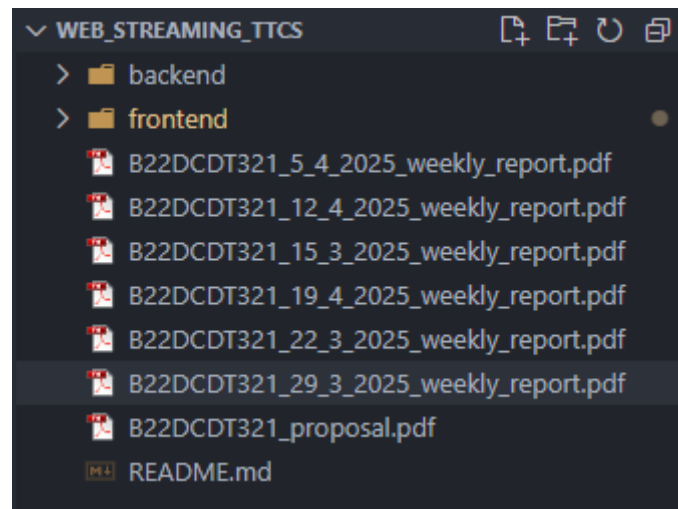 WEB_STREAMING_TTCS
backend
frontend
B22DCDT321_5_4_2025_weekly_report.pdf
B22DCDT321_12_4_2025_weekly_report.pdf
B22DCDT321_15_3_2025_weekly_report.pdf
B22DCDT321_19_4_2025_weekly_report.pdf
B22DCDT321_22_3_2025_weekly_report.pdf
B22DCDT321_29_3_2025_weekly_report.pdf
B22DCDT321_proposal.pdf
README.md